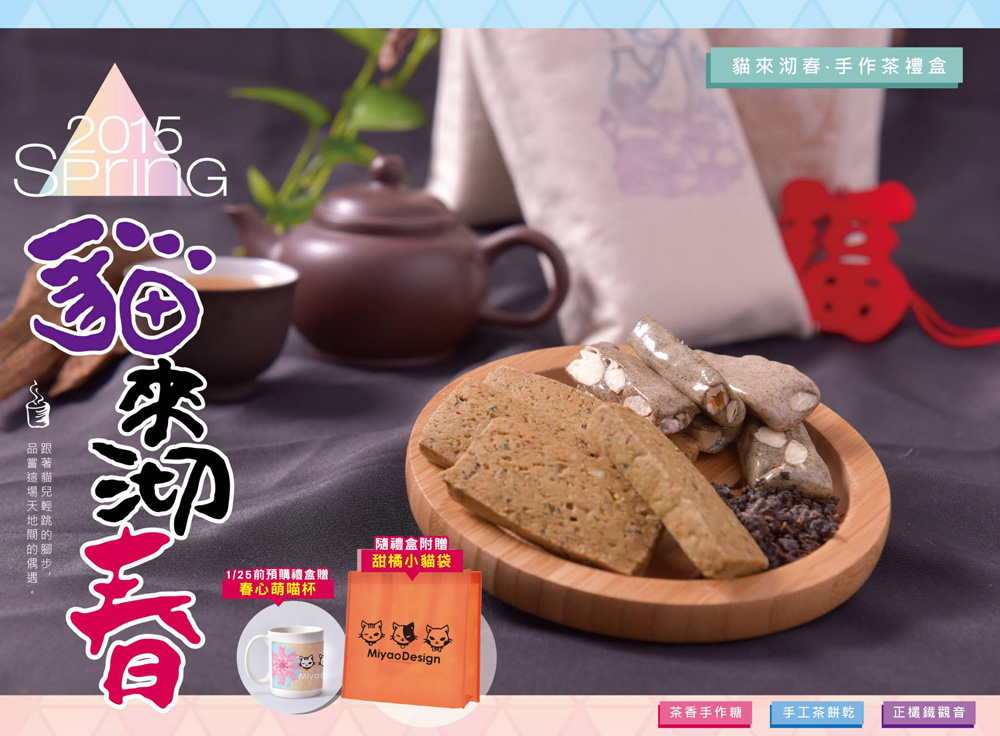 貓來沏春·手作茶禮盒
2015
Spring
貓來沏春
跟著貓兒輕跳的腳步，
品嘗這場天地間的偶遇。
1/25前預購禮盒贈
春心萌喵杯
隨禮盒附贈
甜橘小貓袋
MiyaoDesign
Miyao
茶香手作糖
手工茶餅乾
正欉鐵觀音